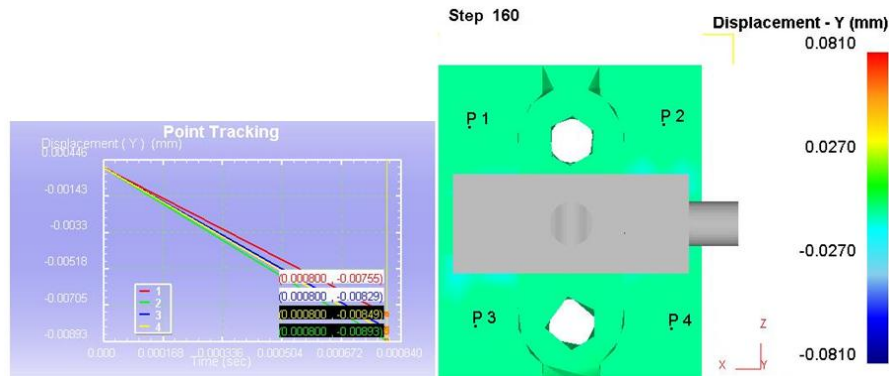 Point Tracking
Displacement ( Y ) (mm)
0.000446
-0.00143
-0.0033
-0.00518
-0.00705
-0.00893
1
2
3
4
(0.000800 , -0.00755)
(0.000800 , -0.00829)
(0.000800 , -0.00849)
(0.000800 , -0.00893)
0.000 0.000168 0.000336 0.000504 0.000672 0.000840
Time (sec)
Step 160
P 1
P 2
P 3
P 4
Z
X
Y
Displacement - Y (mm)
0.0810
0.0270
-0.0270
-0.0810